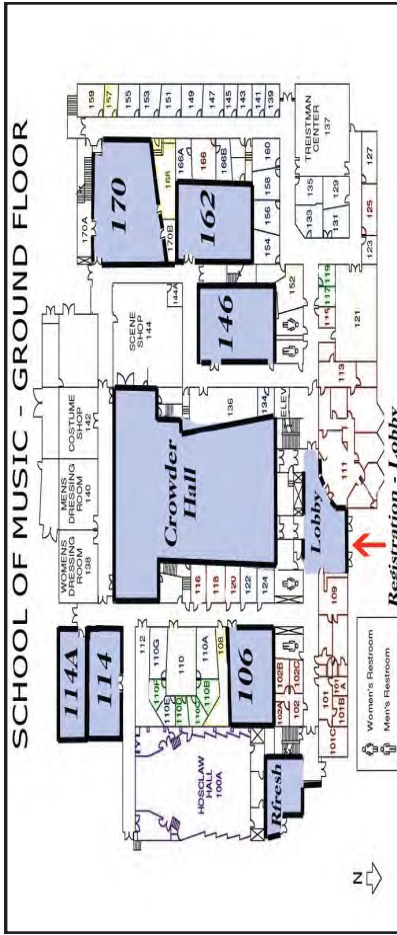 SCHOOL OF MUSIC - GROUND FLOOR
114A
114
WOMENS
DRESSING
ROOM
138
MENS
DRESSING
ROOM
140
COSTUME
SHOP
142
SCENE
SHOP
144
144A
170A
170
170B
168
159
157
155
153
151
149
147
145
143
141
139
166A
166
166B
162
160
158
156
154
146
152
Crowder
Hall
136
134
ELEV
116
118
120
122
124
112
110G
110
110A
108
110F
110E
110D
110C
110B
106
HOSCLAW
HALL
100A
102A
102B
102C
102
Rfresh
TREISTMAN
CENTER
137
135
133
129
131
127
125
123
121
119
117
115
113
111
Lobby
109
101
101B
101C
Registration - Lobby
Women's Restroom
Men's Restroom
N